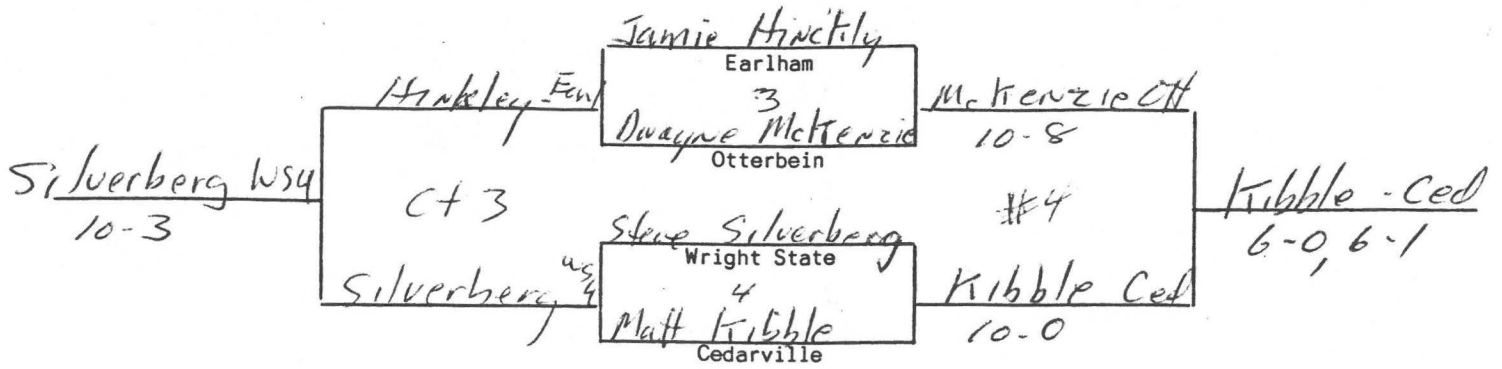 Jamie Hinckly
Earlham
Hinkley-Earl
3
McKenzie Ott
Dwayne McKenzie
10-8
Otterbein
Silverberg WSU
Ct 3
#4
Kibble - Ced
10-3
Steve Silverberg
6-0, 6-1
Wright State
Silverberg WSU
4
Kibble Ced
Matt Kibble
10-0
Cedarville